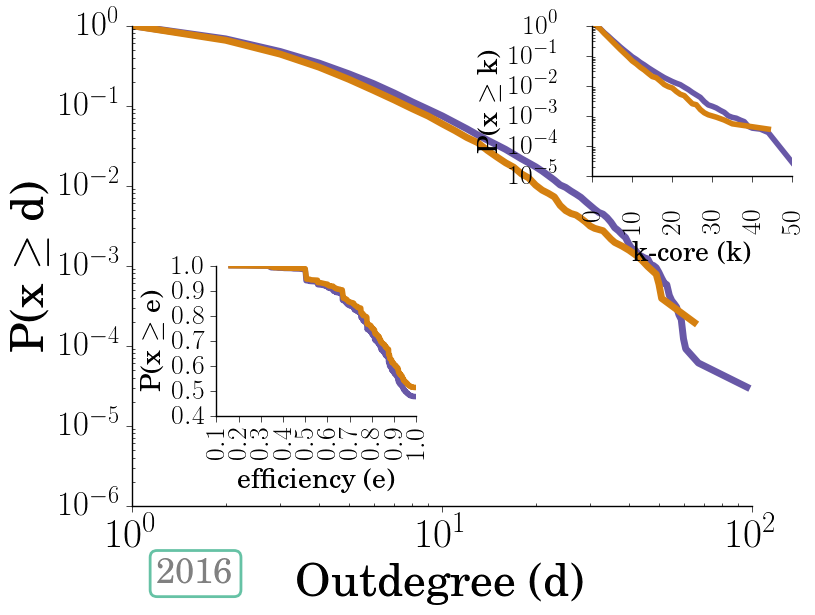 10^0
10^-1
10^-2
10^-3
10^-4
10^-5
10^-6
P(x ≥ d)
10^0 10^1 10^2
Outdegree (d)
2016
10^0
10^-1
10^-2
10^-3
10^-4
10^-5
P(x ≥ k)
0 10 20 30 40 50
k-core (k)
1.0
0.9
0.8
0.7
0.6
0.5
0.4
P(x ≥ e)
0.1 0.2 0.3 0.4 0.5 0.6 0.7 0.8 0.9 1.0
efficiency (e)